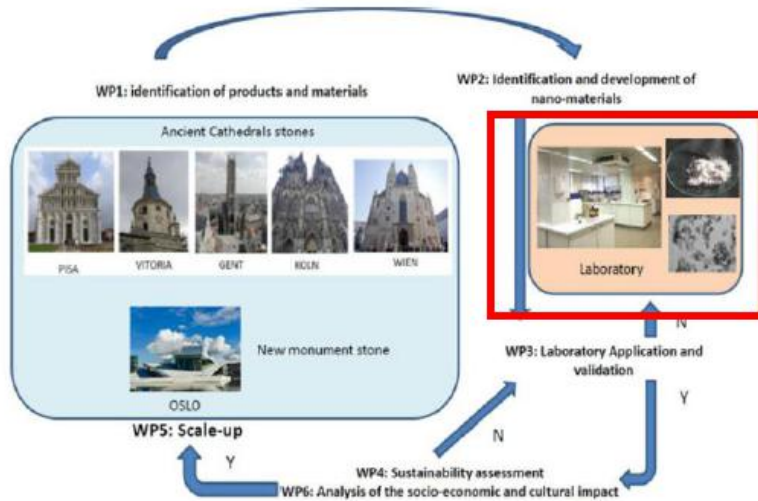 WP1: identification of products and materials
WP2: Identification and development of
nano-materials
Ancient Cathedrals stones
PISA
VITORIA
GENT
KOLN
WIEN
Laboratory
New monument stone
OSLO
N
WP3: Laboratory Application and
validation
WP5: Scale-up
N
Y
Y
WP4: Sustainability assessment
WP6: Analysis of the socio-economic and cultural impact